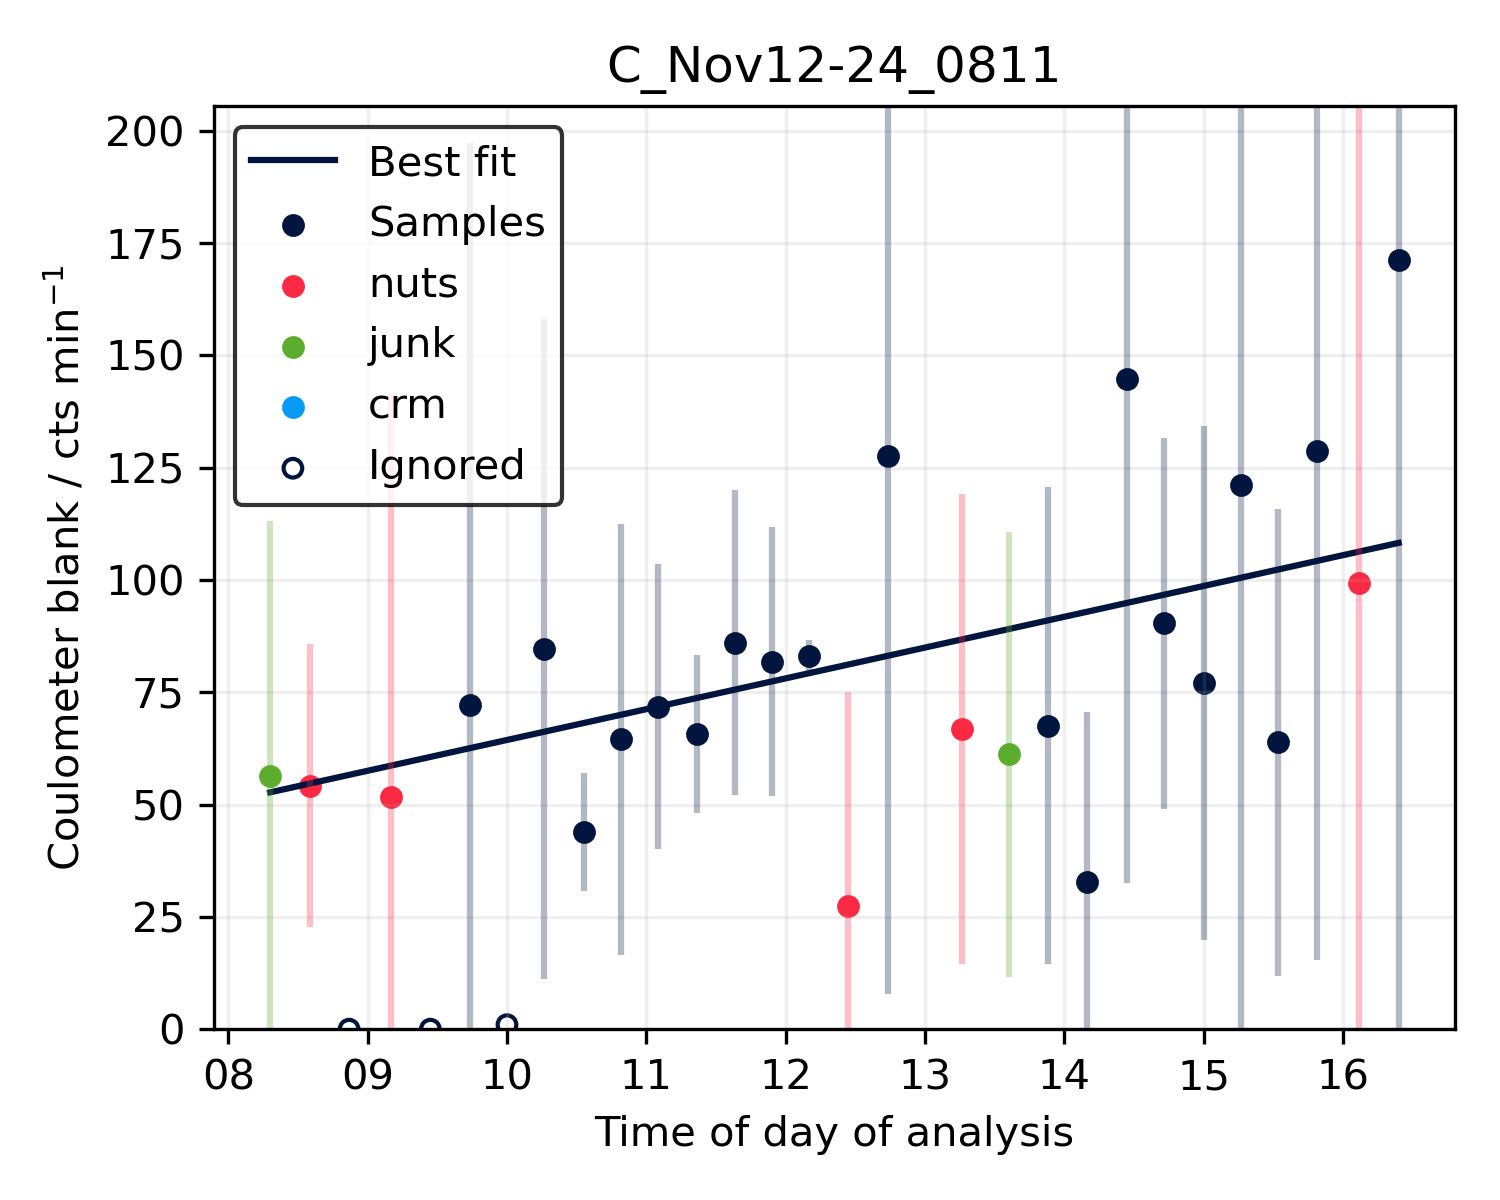 C_Nov12-24_0811
Coulometer blank / cts min⁻¹
200
175
150
125
100
75
50
25
0
Best fit
Samples
nuts
junk
crm
Ignored
08 09 10 11 12 13 14 15 16
Time of day of analysis